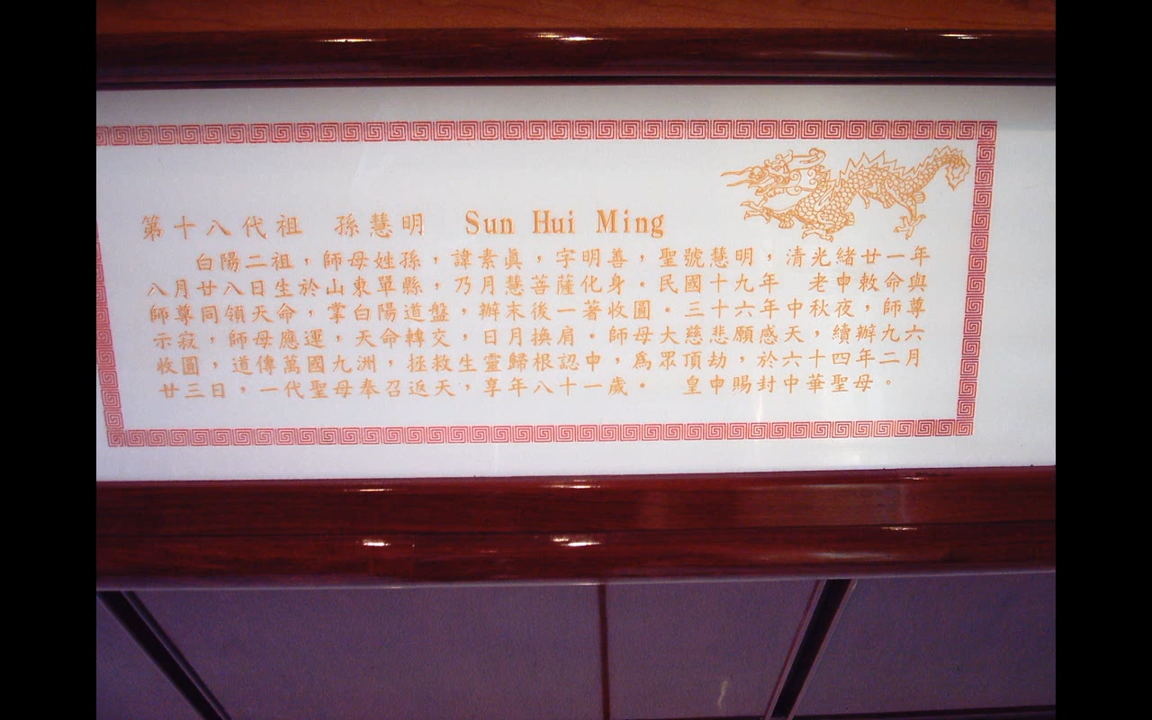 第十八代祖　孫慧明　Sun Hui Ming
白陽二祖，師母姓孫，諱素眞，字明善，聖號慧明，清光緒廿一年
八月廿八日生於山東單縣，乃月慧菩薩化身。民國十九年　老申敕命與
師尊同領天命，掌白陽道盤，辦末後一著收圓。三十六年中秋夜，師尊
示寂，師母應運，天命轉交，日月換肩。師母大慈悲願感天，續辦九六
收圓，道傳萬國九洲，拯救生靈歸根認申，爲眾頂劫，於六十四年二月
廿三日，一代聖母奉召返天，享年八十一歲。　皇申賜封中華聖母。